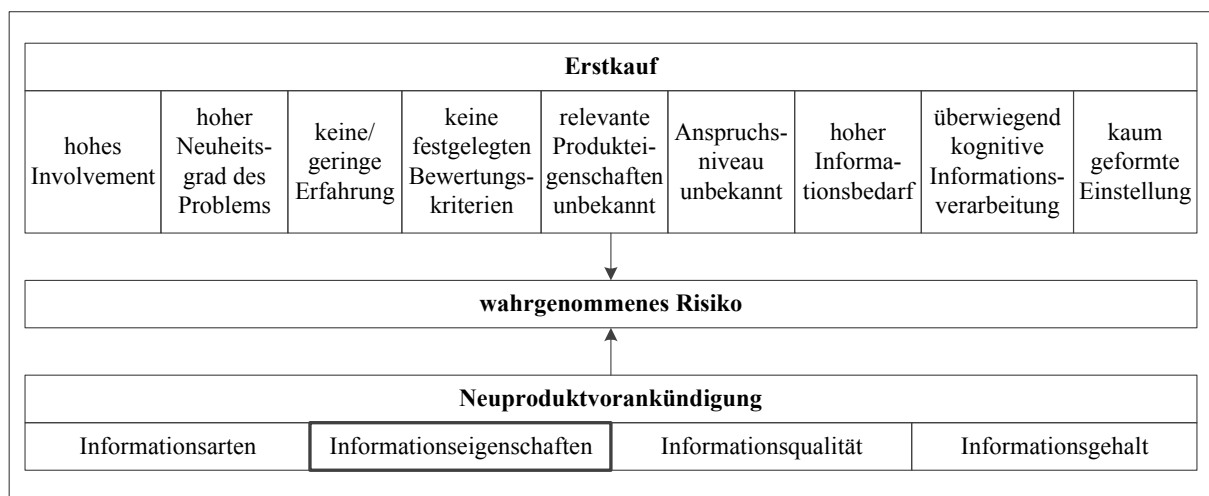 Erstkauf
hohes
Involvement
hoher
Neuheits-
grad des
Problems
keine/
geringe
Erfahrung
keine
festgelegten
Bewertungs-
kriterien
relevante
Produktei-
genschaften
unbekannt
Anspruchs-
niveau
unbekannt
hoher
Informa-
tionsbedarf
überwiegend
kognitive
Informations-
verarbeitung
kaum
geformte
Einstellung
wahrgenommenes Risiko
Neuproduktvorankündigung
Informationsarten
Informationseigenschaften
Informationsqualität
Informationsgehalt